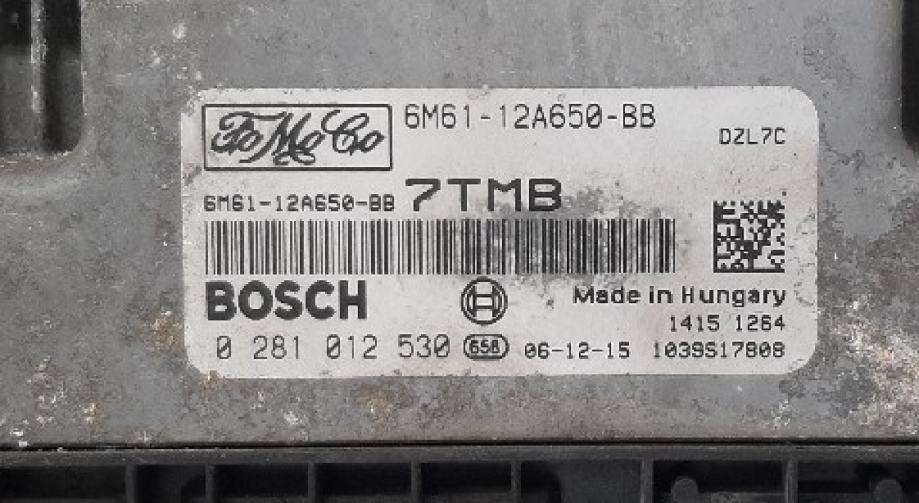 FoMoCo 6M61-12A650-BB
DZL7C
6M61-12A650-BB 7TMB
BOSCH
Made in Hungary
1415 1264
0 281 012 530 658 06-12-15 1039S17808